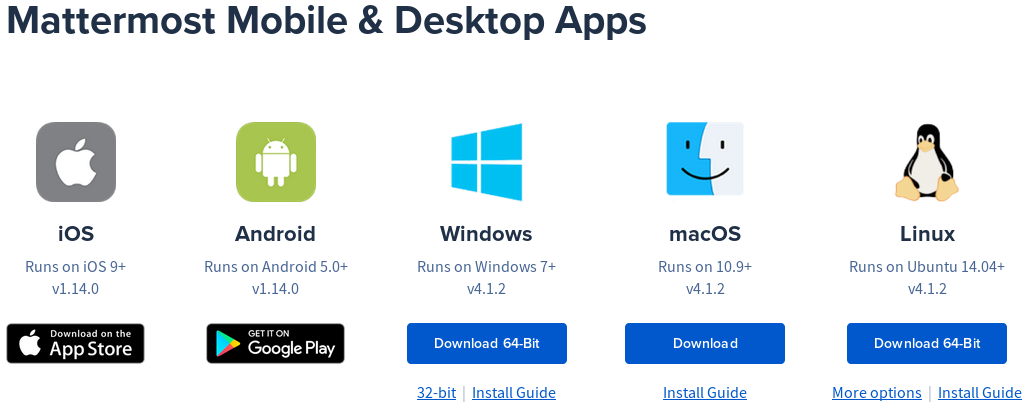 Mattermost Mobile & Desktop Apps
iOS
Runs on iOS 9+
v1.14.0
Download on the
App Store
Android
Runs on Android 5.0+
v1.14.0
GET IT ON
Google Play
Windows
Runs on Windows 7+
v4.1.2
Download 64-Bit
32-bit | Install Guide
macOS
Runs on 10.9+
v4.1.2
Download
Install Guide
Linux
Runs on Ubuntu 14.04+
v4.1.2
Download 64-Bit
More options | Install Guide